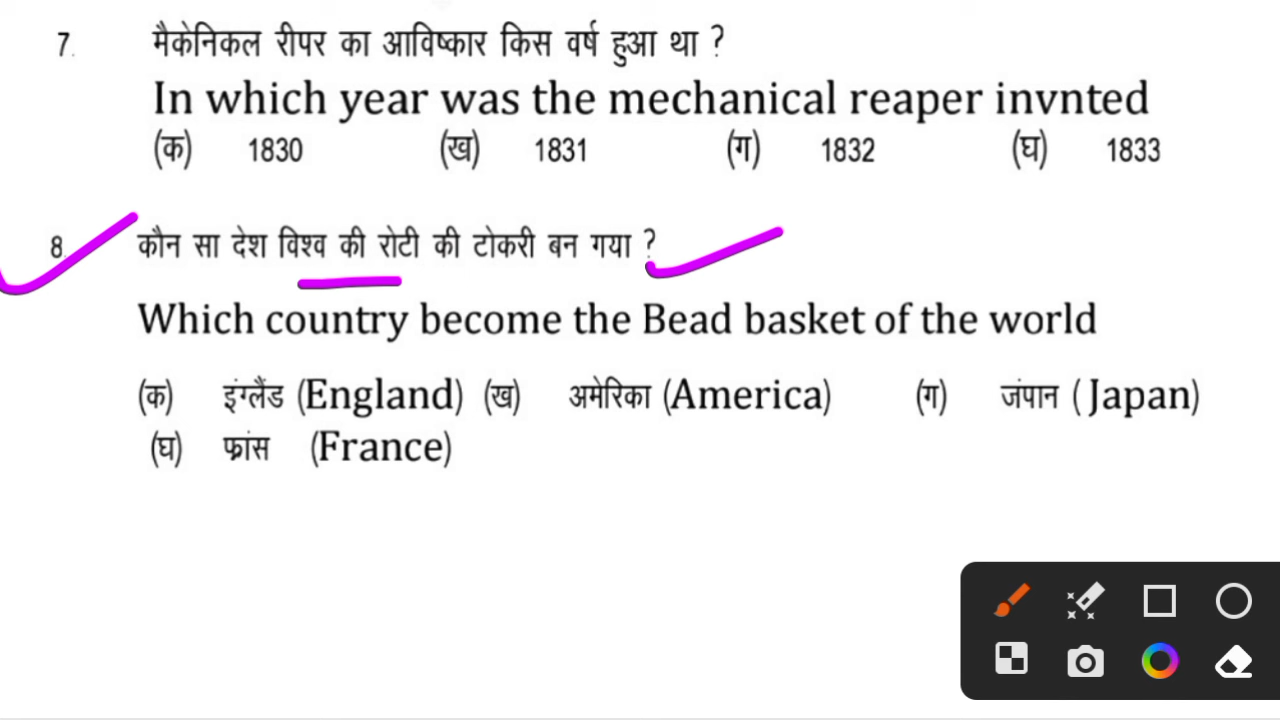 7. मैकेनिकल रीपर का आविष्कार किस वर्ष हुआ था ?
In which year was the mechanical reaper invnted
(क) 1830 (ख) 1831 (ग) 1832 (घ) 1833
8. कौन सा देश विश्व की रोटी की टोकरी बन गया ?
Which country become the Bead basket of the world
(क) इंग्लैंड (England) (ख) अमेरिका (America) (ग) जंपान ( Japan)
(घ) फ्रांस (France)